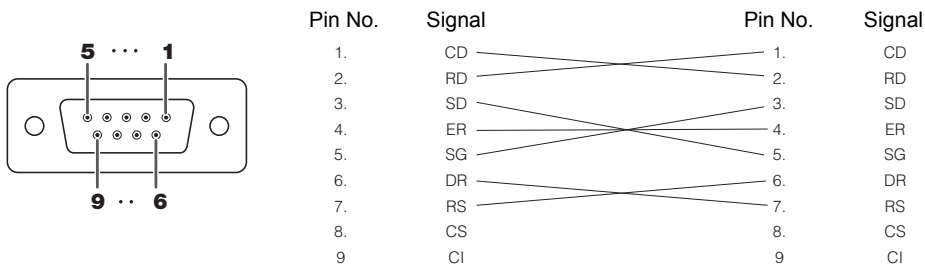 5 ··· 1
9 ·· 6
Pin No. Signal Pin No. Signal
1. CD 1. CD
2. RD 2. RD
3. SD 3. SD
4. ER 4. ER
5. SG 5. SG
6. DR 6. DR
7. RS 7. RS
8. CS 8. CS
9 CI 9 CI